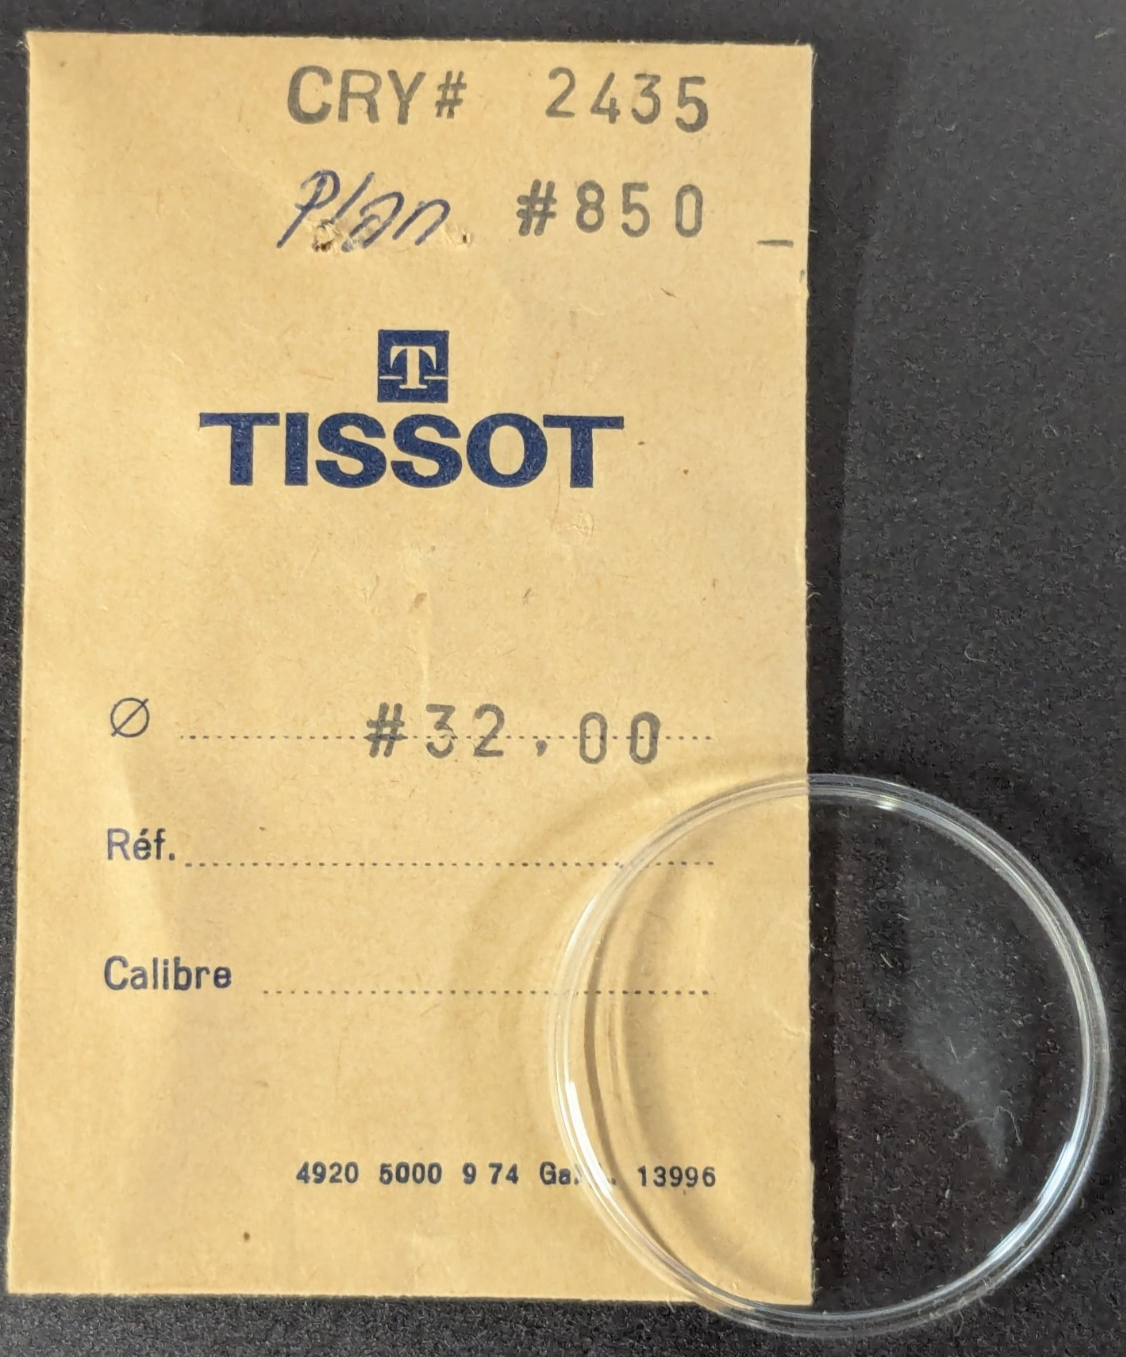 CRY# 2435
Plan #850
T
TISSOT
Ø #32.00
Réf.
Calibre
4920 5000 9 74 13996